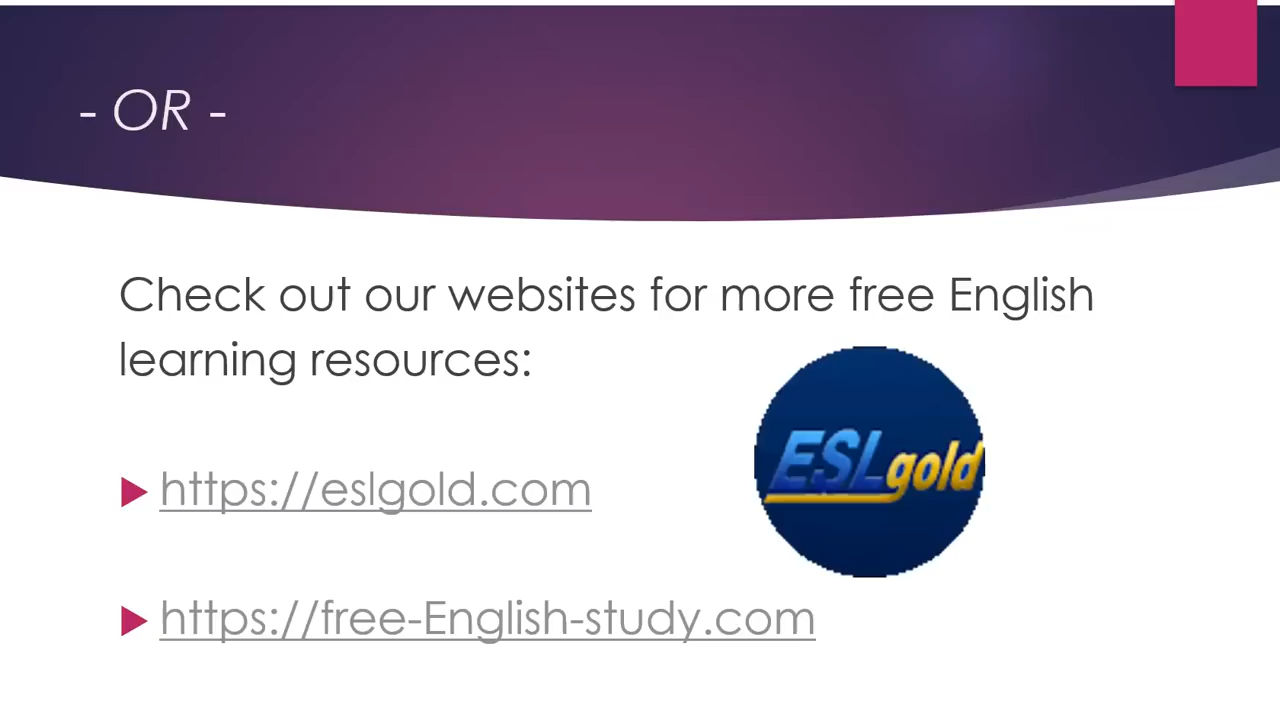 - OR -
Check out our websites for more free English
learning resources:
ESLgold
https://eslgold.com
https://free-English-study.com